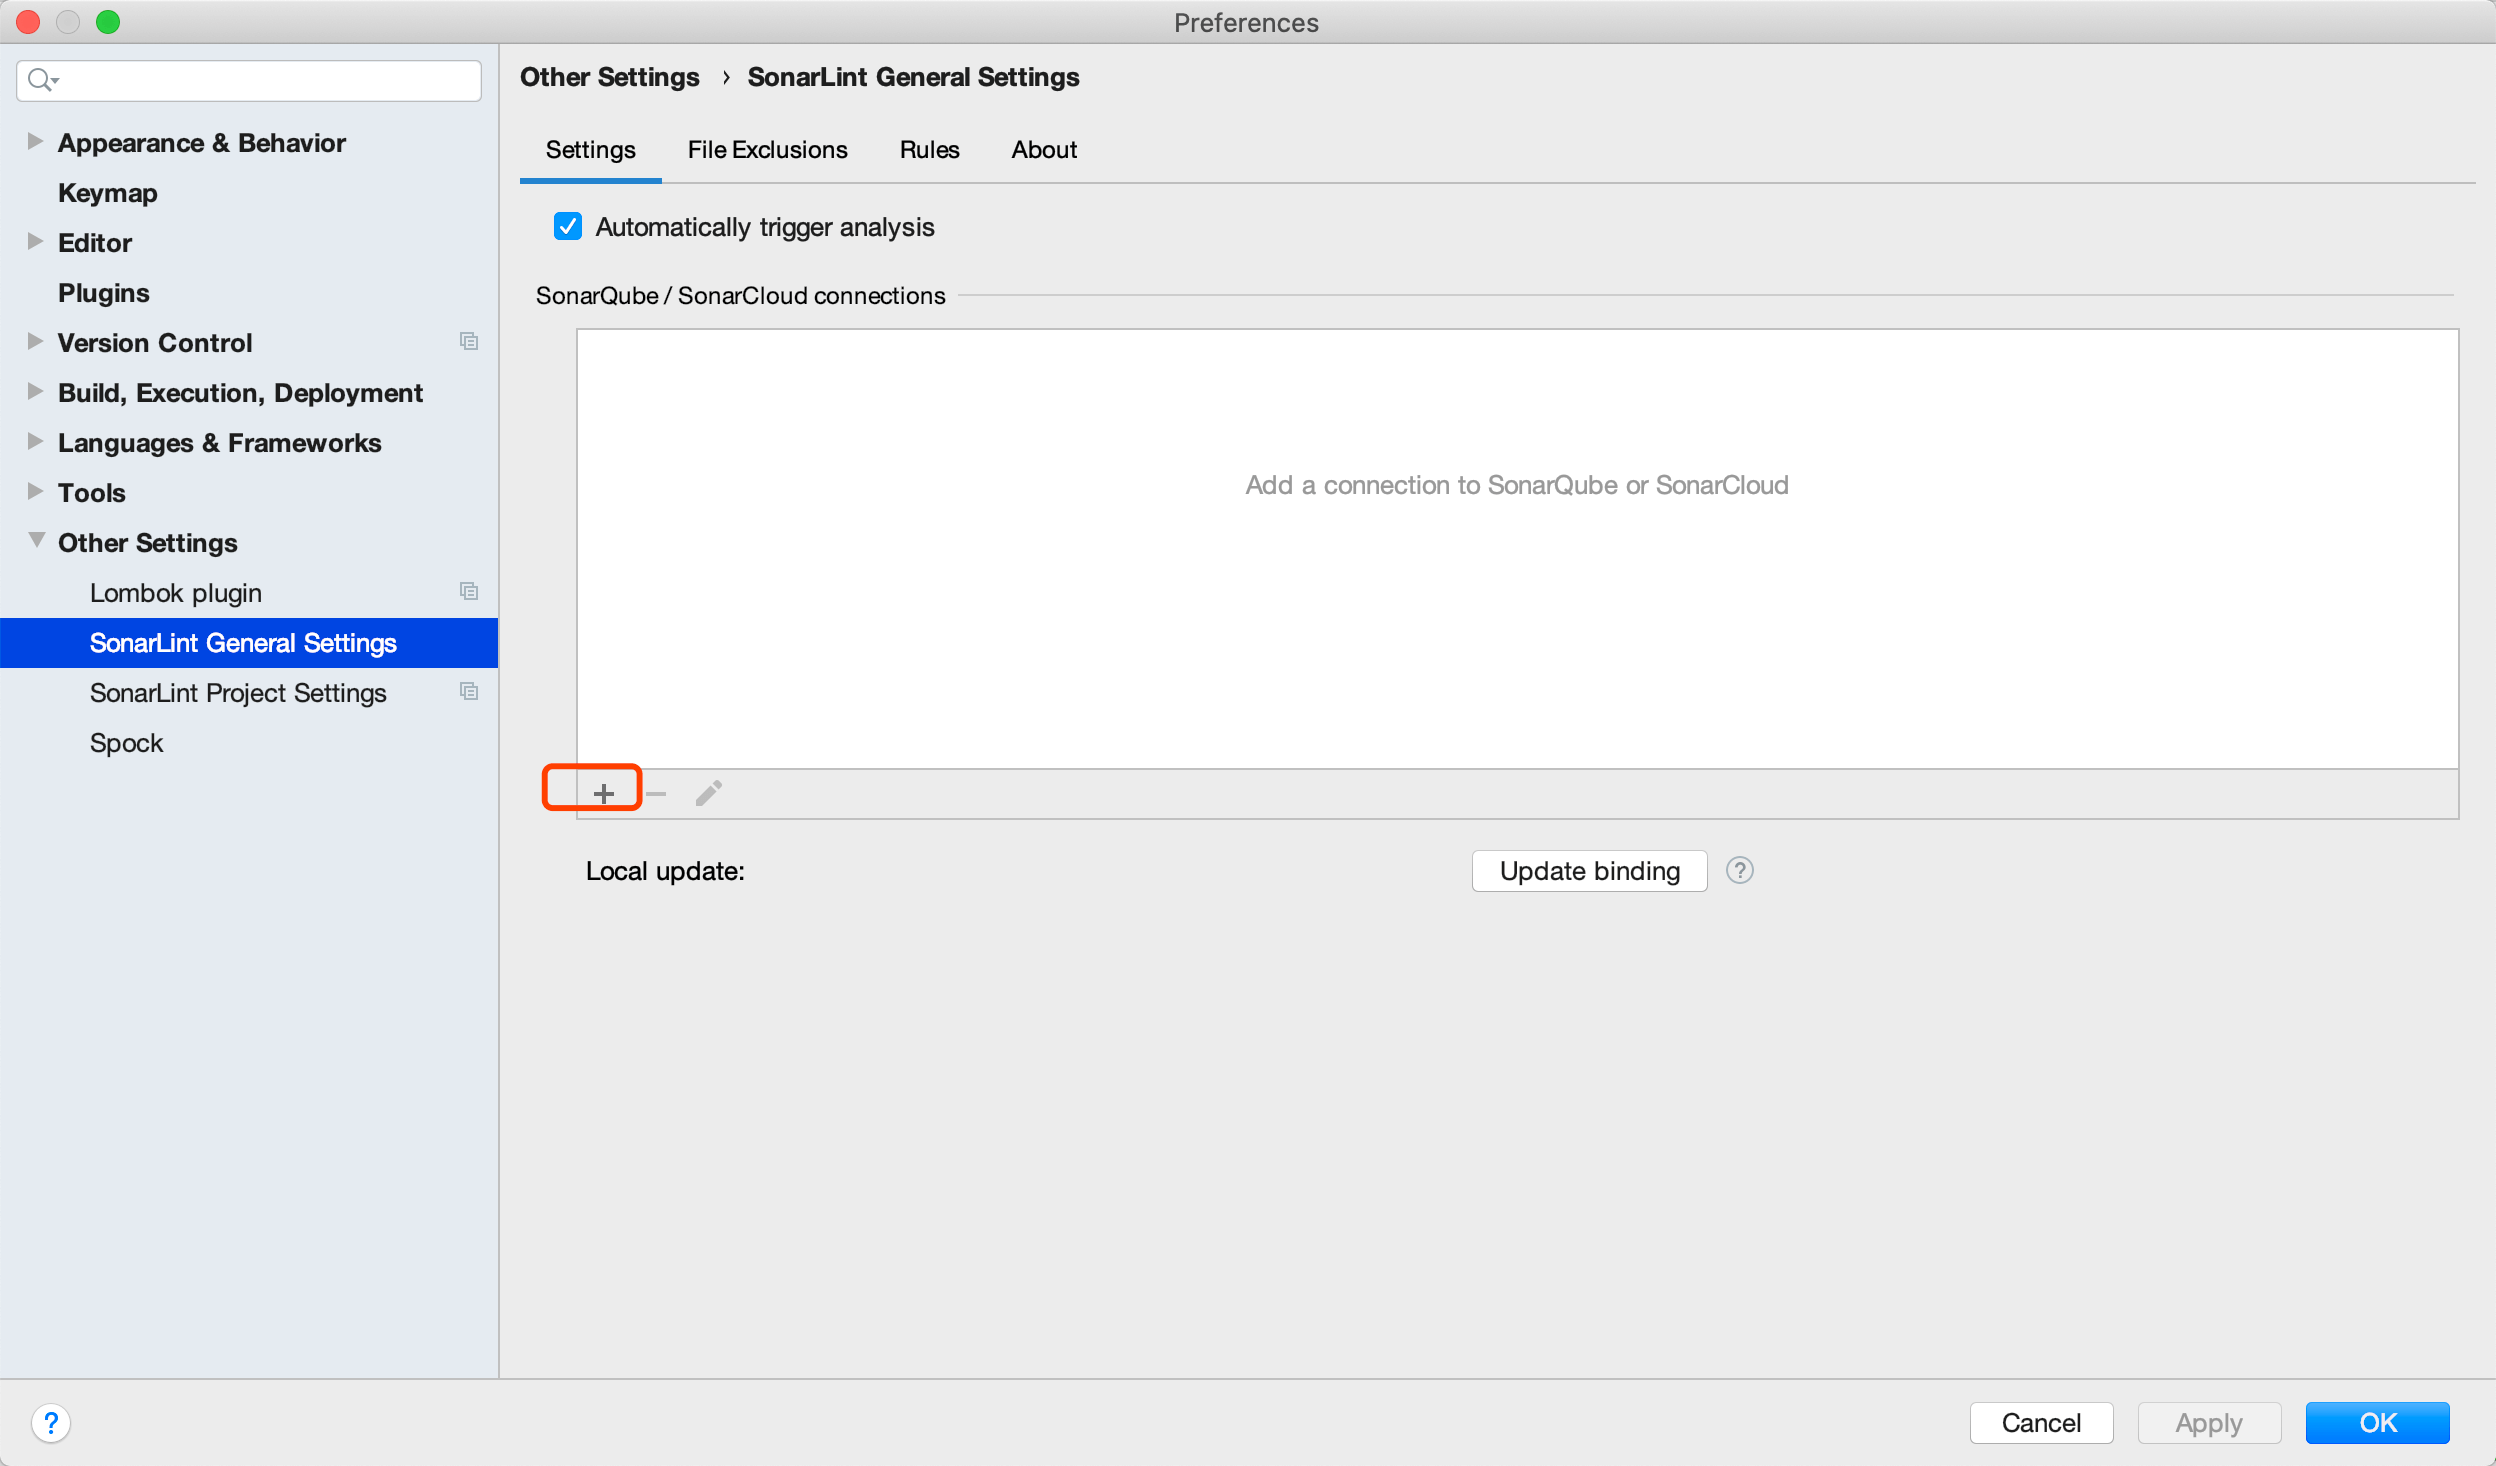 Preferences
Other Settings › SonarLint General Settings
Appearance & Behavior
Keymap
Editor
Plugins
Version Control
Build, Execution, Deployment
Languages & Frameworks
Tools
Other Settings
Lombok plugin
SonarLint General Settings
SonarLint Project Settings
Spock
Settings File Exclusions Rules About
Automatically trigger analysis
SonarQube / SonarCloud connections
Add a connection to SonarQube or SonarCloud
Local update: Update binding ?
? Cancel Apply OK